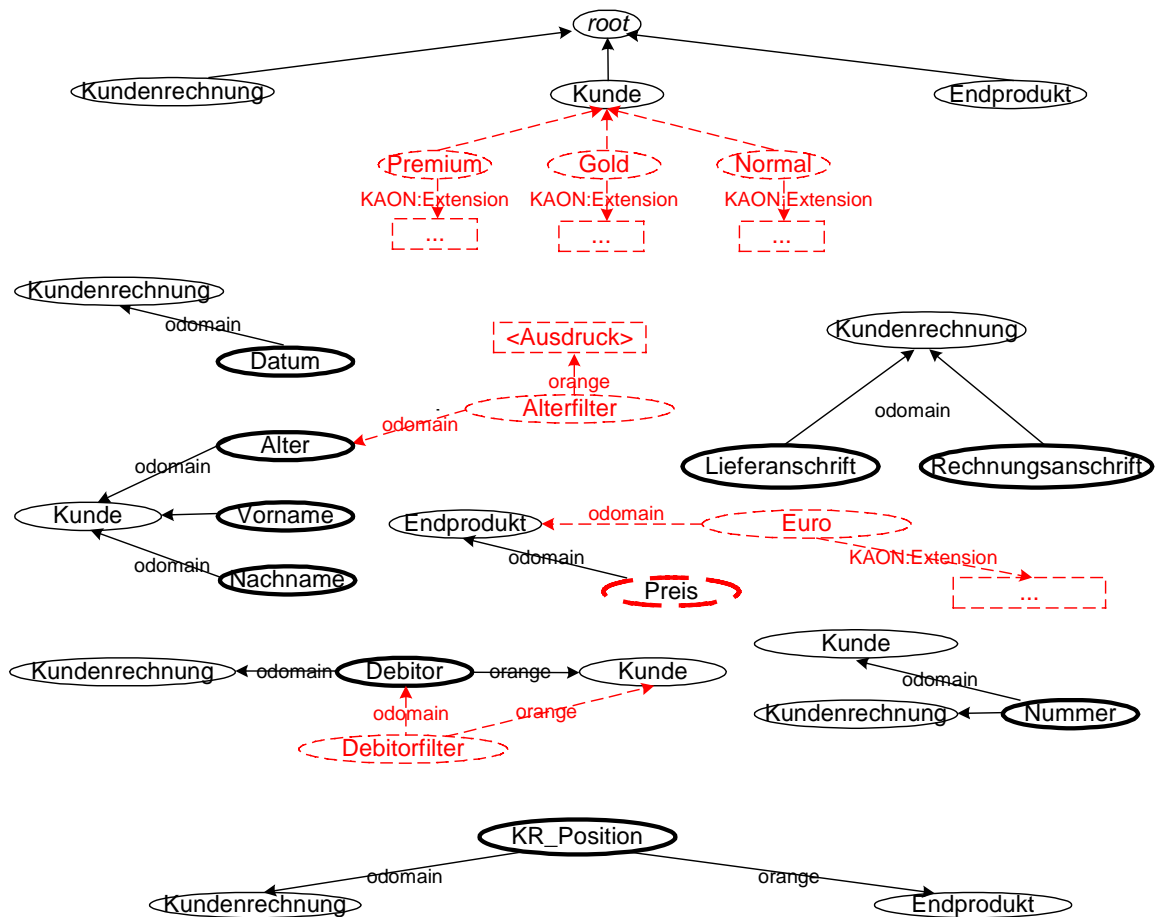 root
Kundenrechnung
Kunde
Endprodukt
Premium
Gold
Normal
KAON:Extension
KAON:Extension
KAON:Extension
...
...
...
Kundenrechnung
odomain
Datum
<Ausdruck>
orange
Alterfilter
odomain
Alter
odomain
Kunde
Vorname
odomain
Nachname
Kundenrechnung
odomain
Lieferanschrift
Rechnungsanschrift
Endprodukt
odomain
Euro
odomain
KAON:Extension
Preis
...
Kundenrechnung
odomain
Debitor
orange
Kunde
odomain
orange
Debitorfilter
Kunde
odomain
Kundenrechnung
Nummer
KR_Position
odomain
orange
Kundenrechnung
Endprodukt